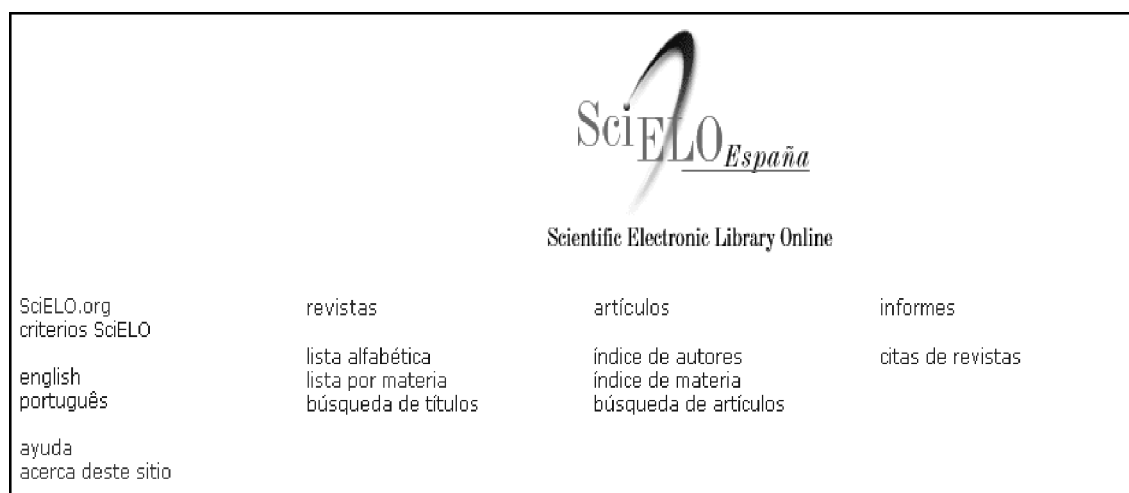 SciELO España
Scientific Electronic Library Online
SciELO.org
criterios SciELO
english
português
ayuda
acerca deste sitio
revistas
lista alfabética
lista por materia
búsqueda de títulos
artículos
índice de autores
índice de materia
búsqueda de artículos
informes
citas de revistas